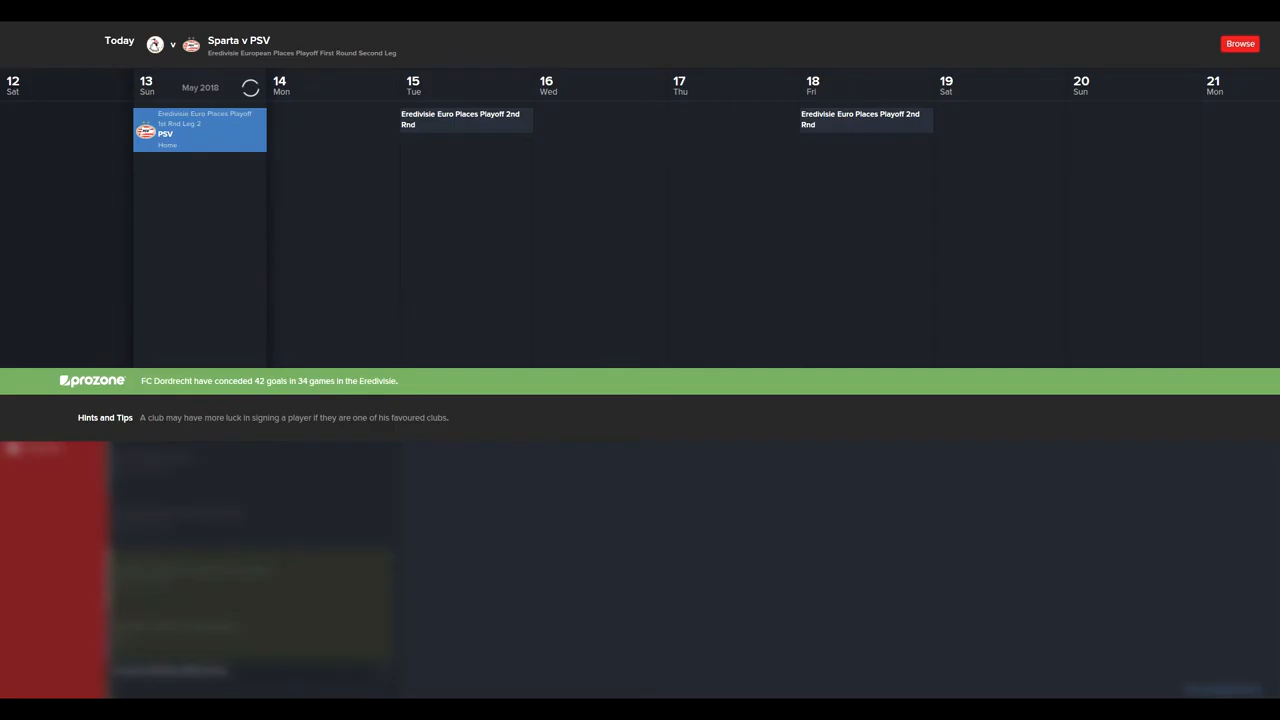 Today
v
Sparta v PSV
Eredivisie European Places Playoff First Round Second Leg
Browse
12
Sat
13
Sun
May 2018
14
Mon
15
Tue
16
Wed
17
Thu
18
Fri
19
Sat
20
Sun
21
Mon
Eredivisie Euro Places Playoff
1st Rnd Leg 2
PSV
Home
Eredivisie Euro Places Playoff 2nd
Rnd
Eredivisie Euro Places Playoff 2nd
Rnd
prozone
FC Dordrecht have conceded 42 goals in 34 games in the Eredivisie.
Hints and Tips
A club may have more luck in signing a player if they are one of his favoured clubs.